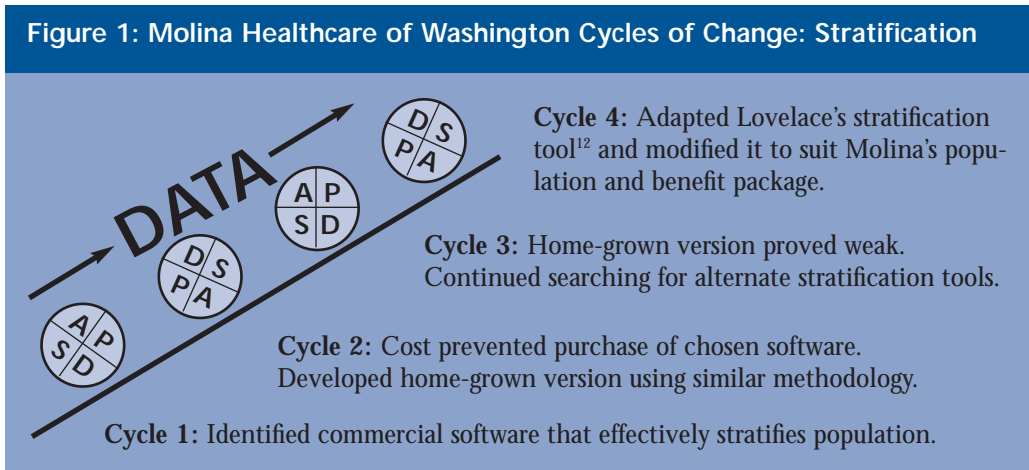 Figure 1: Molina Healthcare of Washington Cycles of Change: Stratification
DATA
D S
P A
A P
S D
D S
P A
A P
S D
Cycle 4: Adapted Lovelace’s stratification
tool12 and modified it to suit Molina’s popu-
lation and benefit package.
Cycle 3: Home-grown version proved weak.
Continued searching for alternate stratification tools.
Cycle 2: Cost prevented purchase of chosen software.
Developed home-grown version using similar methodology.
Cycle 1: Identified commercial software that effectively stratifies population.